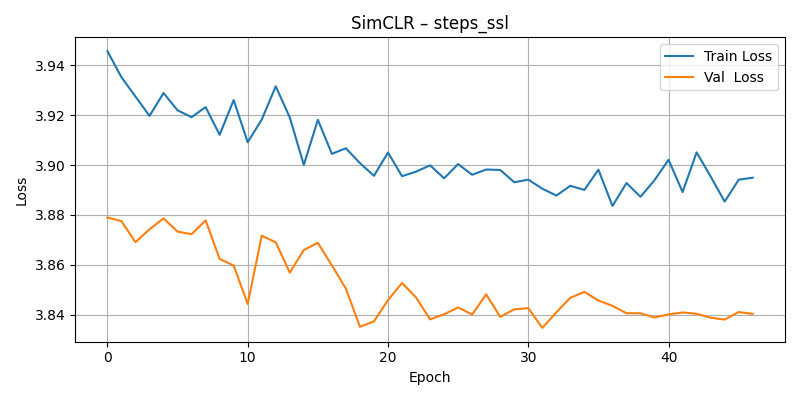 SimCLR – steps_ssl
Train Loss
Val  Loss
Loss
3.94
3.92
3.90
3.88
3.86
3.84
0
10
20
30
40
Epoch